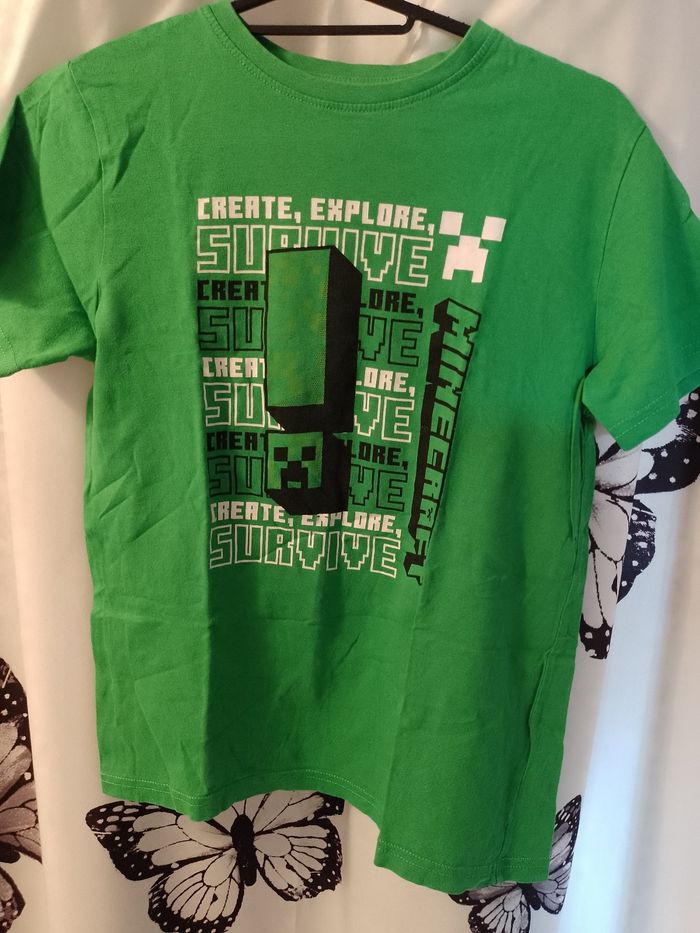 CREATE, EXPLORE,
SURVIVE
CREAT LORE,
SU VE
CREAT LORE,
SU VE
CREAT LORE,
SU VE
CREATE, EXPLORE,
SURVIVE
MINECRAFT